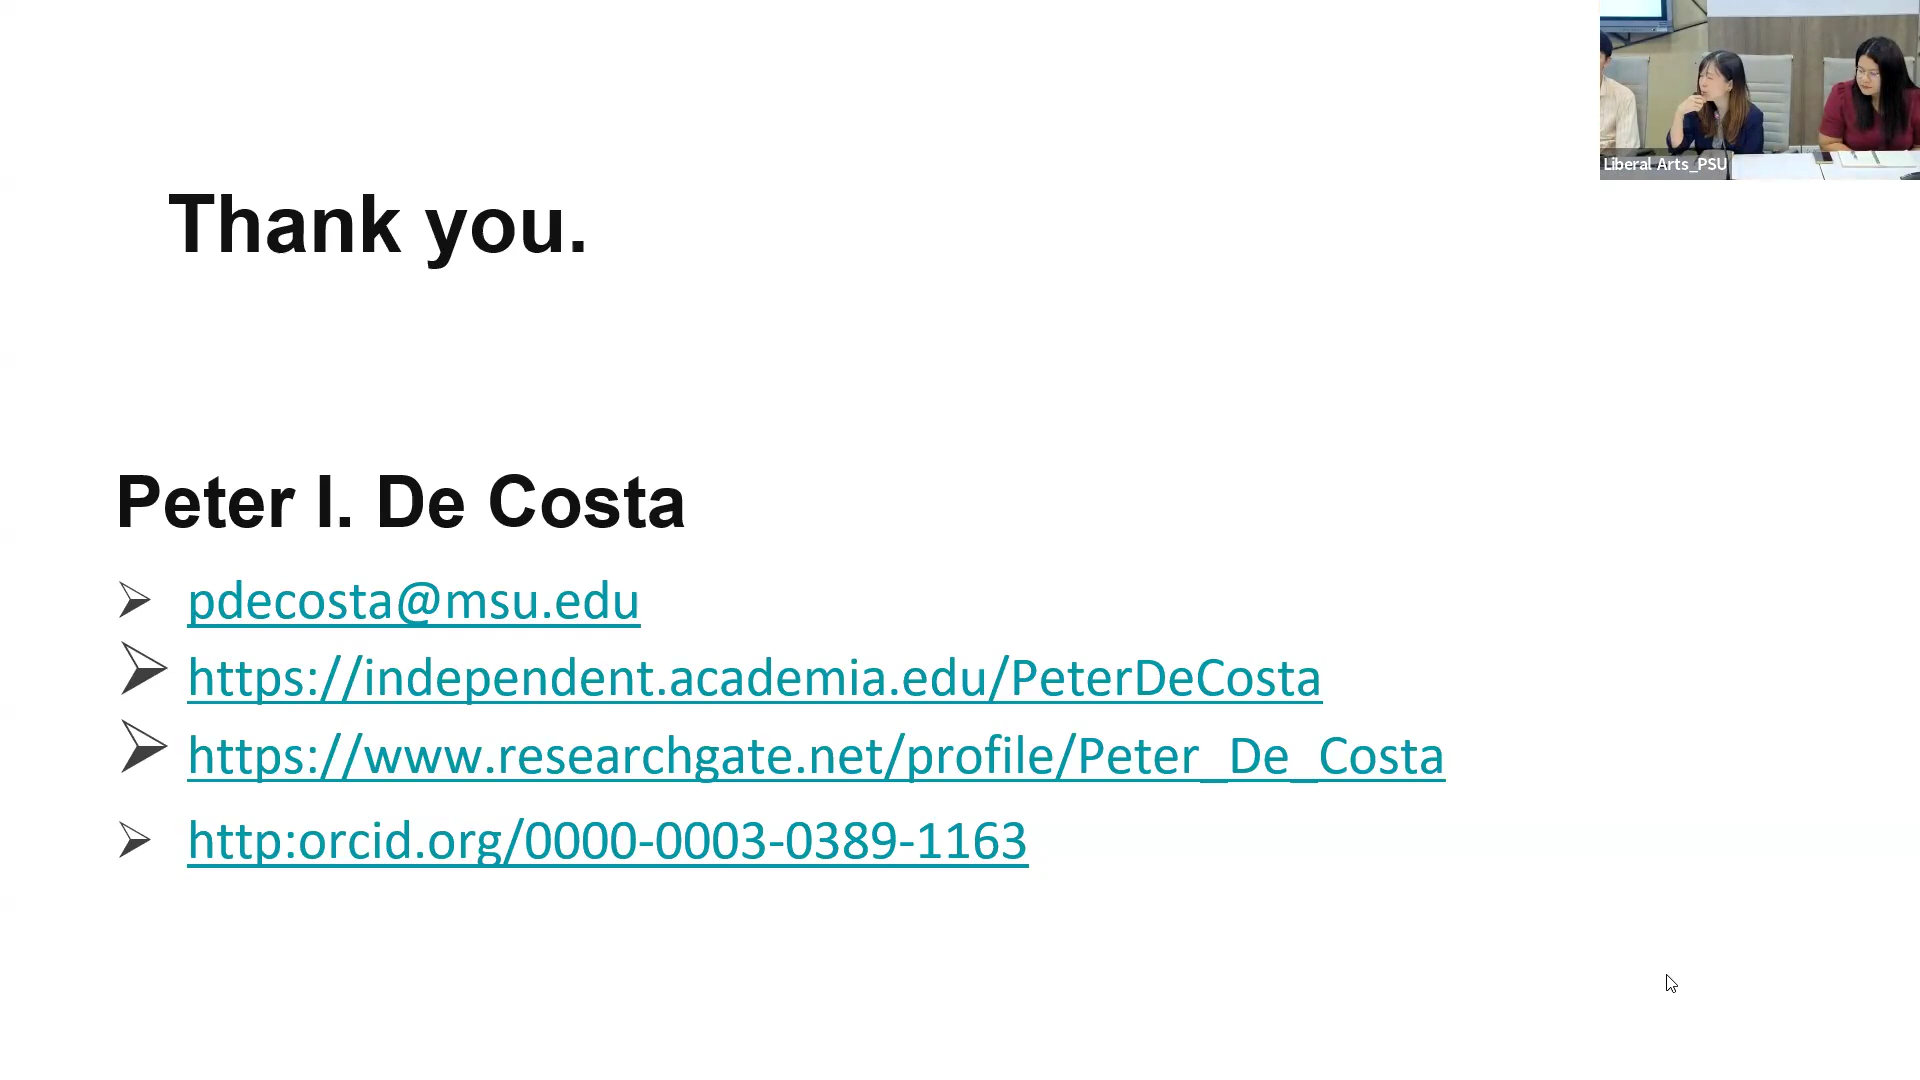 Liberal Arts_PSU
Thank you.
Peter I. De Costa
pdecosta@msu.edu
https://independent.academia.edu/PeterDeCosta
https://www.researchgate.net/profile/Peter_De_Costa
http:orcid.org/0000-0003-0389-1163